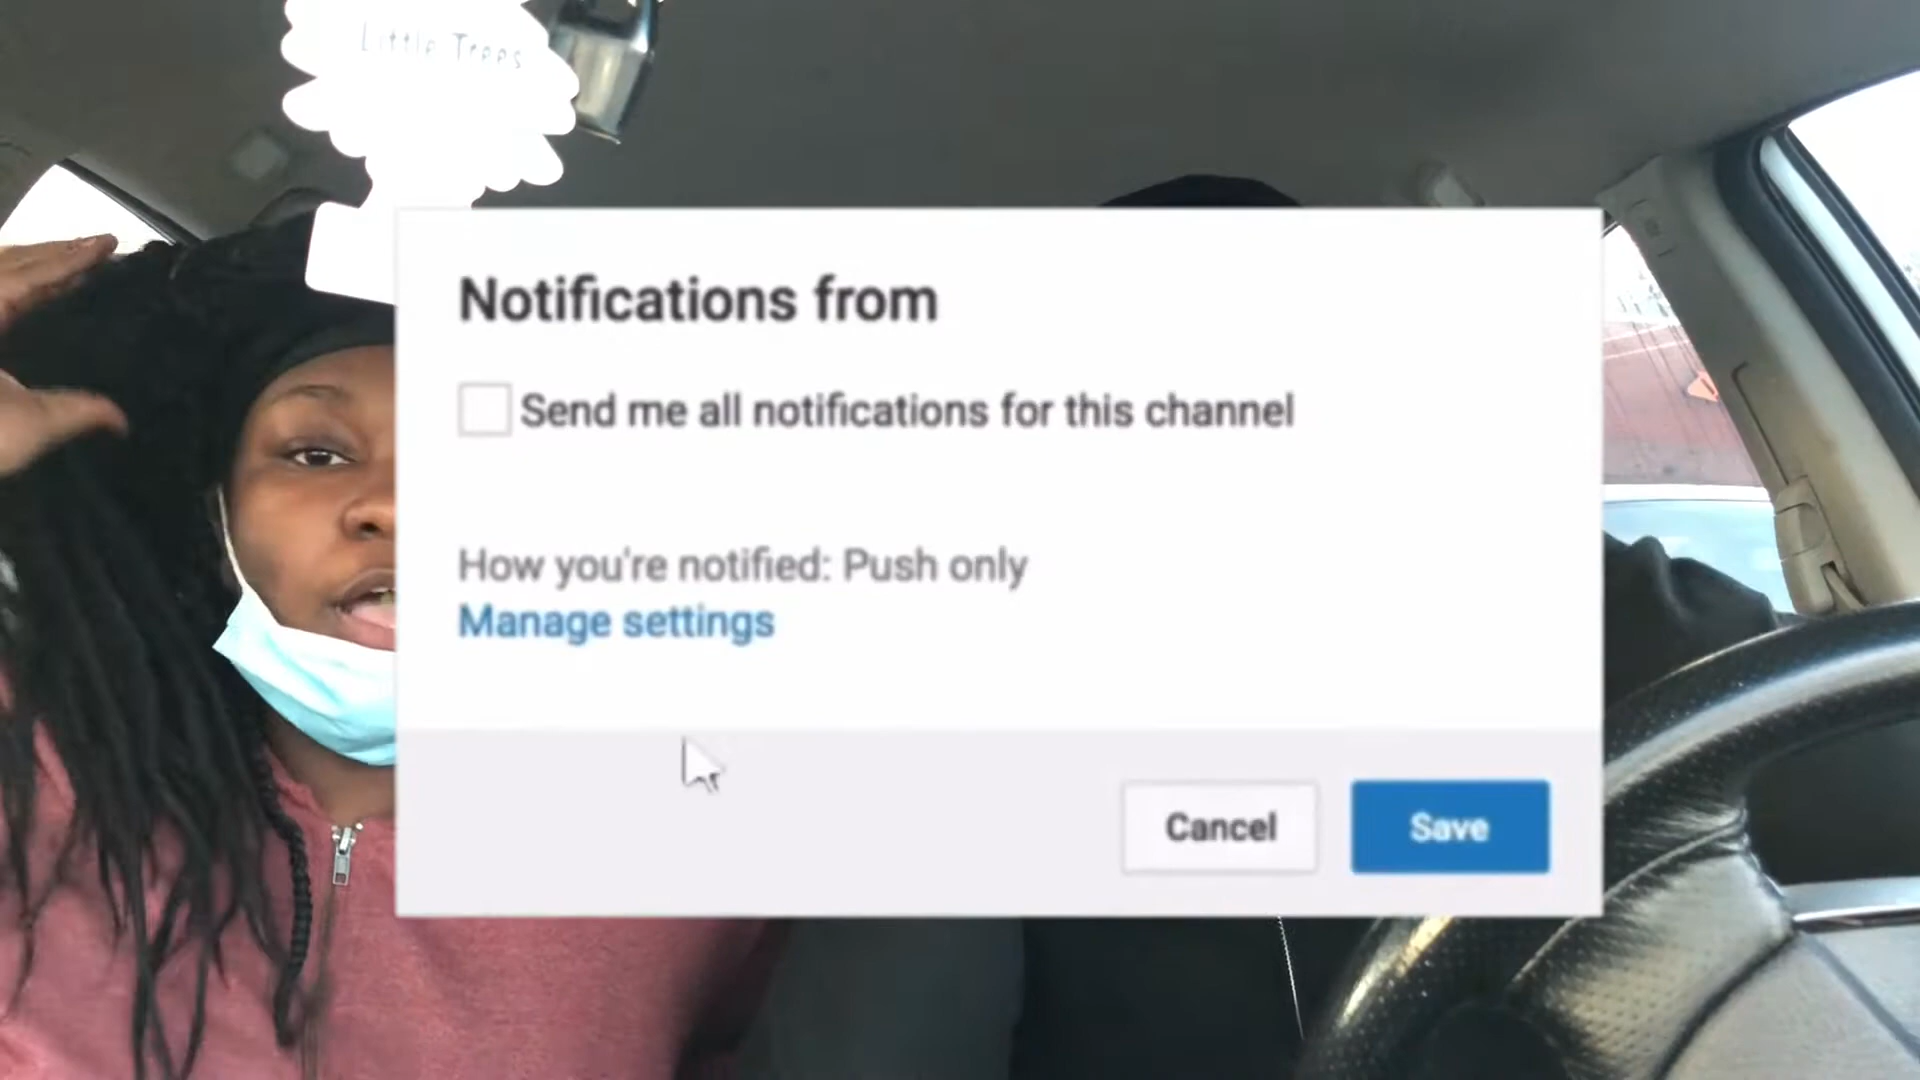 Little Trees
Notifications from
Send me all notifications for this channel
How you're notified: Push only
Manage settings
Cancel
Save